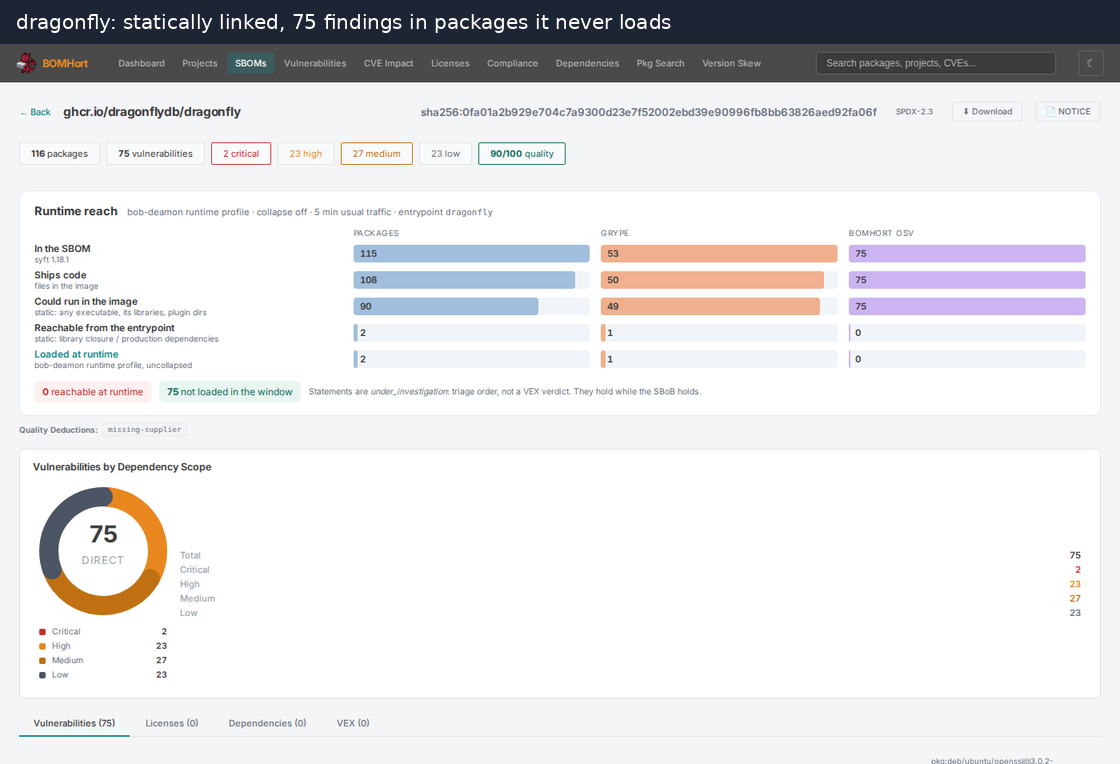 dragonfly: statically linked, 75 findings in packages it never loads
BOMHort Dashboard Projects SBOMs Vulnerabilities CVE Impact Licenses Compliance Dependencies Pkg Search Version Skew Search packages, projects, CVEs... ☾
← Back ghcr.io/dragonflydb/dragonfly sha256:0fa01a2b929e704c7a9300d23e7f52002ebd39e90996fb8bb63826aed92fa06f SPDX-2.3 ⬇ Download 📄 NOTICE
116 packages 75 vulnerabilities 2 critical 23 high 27 medium 23 low 90/100 quality
Runtime reach bob-deamon runtime profile · collapse off · 5 min usual traffic · entrypoint dragonfly
PACKAGES GRYPE BOMHORT OSV
In the SBOM 115 53 75
syft 1.18.1
Ships code 108 50 75
files in the image
Could run in the image 90 49 75
static: any executable, its libraries, plugin dirs
Reachable from the entrypoint 2 1 0
static: library closure / production dependencies
Loaded at runtime 2 1 0
bob-deamon runtime profile, uncollapsed
0 reachable at runtime 75 not loaded in the window Statements are under_investigation: triage order, not a VEX verdict. They hold while the SBoB holds.
Quality Deductions: missing-supplier
Vulnerabilities by Dependency Scope
75
DIRECT
Total 75
Critical 2
High 23
Medium 27
Low 23
Critical 2
High 23
Medium 27
Low 23
Vulnerabilities (75) Licenses (0) Dependencies (0) VEX (0)
pkg:deb/ubuntu/openssl@3.0.2-